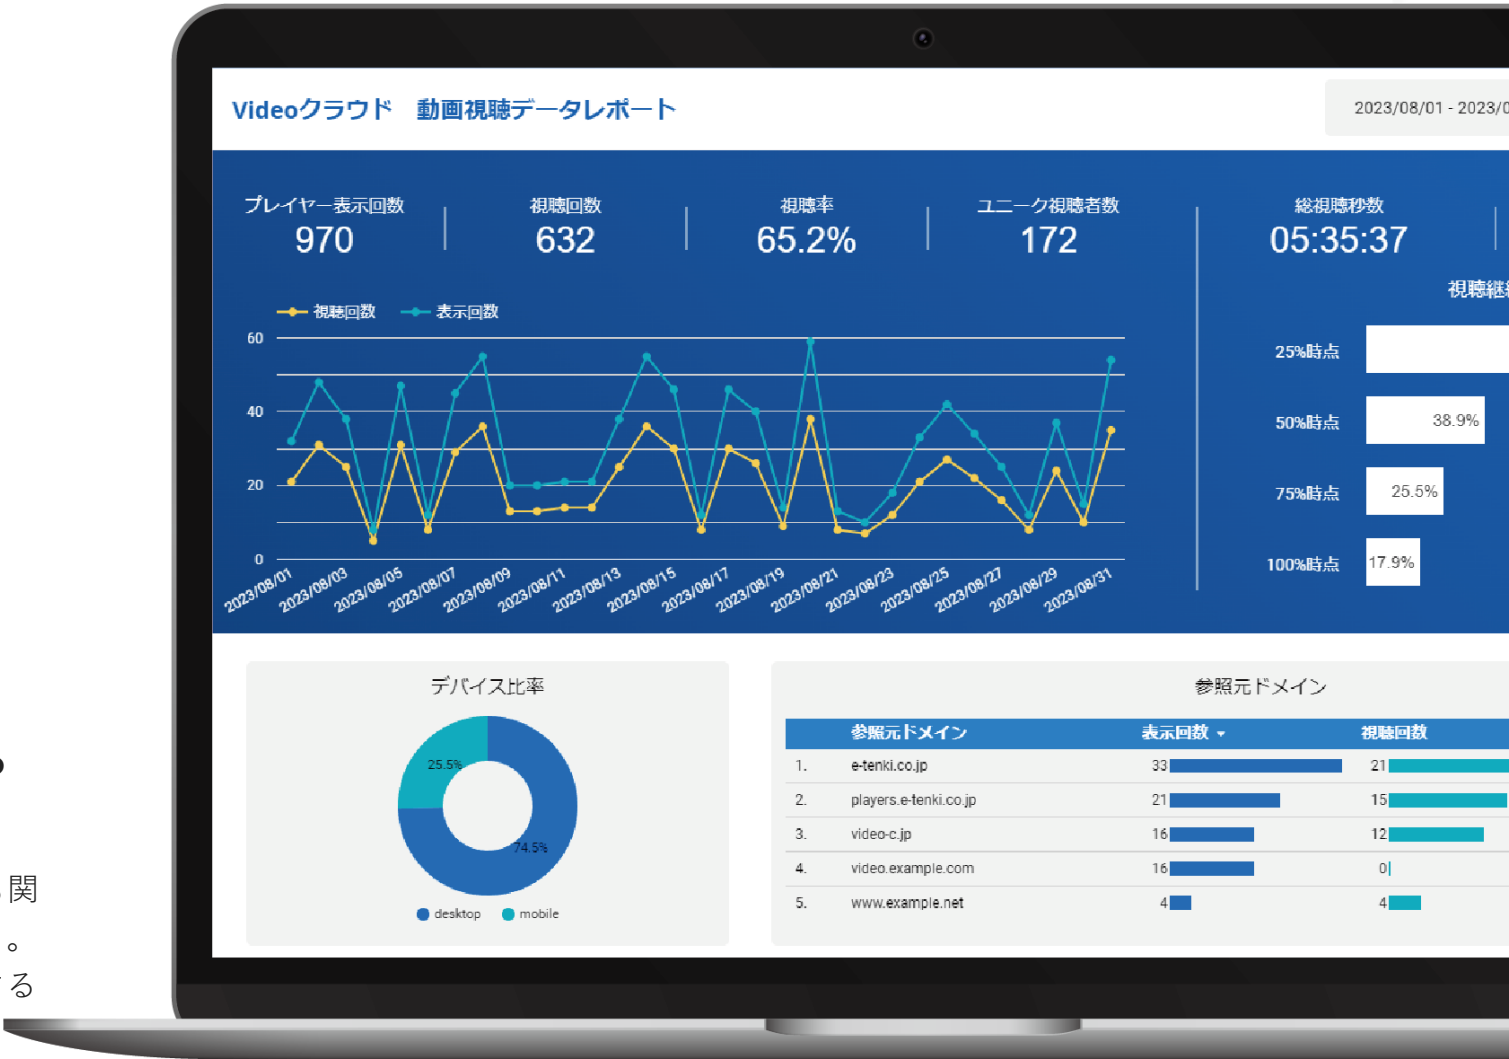 Videoクラウド 動画視聴データレポート
2023/08/01 - 2023/0
プレイヤー表示回数
970
視聴回数
632
視聴率
65.2%
ユニーク視聴者数
172
総視聴秒数
05:35:37
視聴回数 表示回数
60
40
20
0
2023/08/01 2023/08/03 2023/08/05 2023/08/07 2023/08/09 2023/08/11 2023/08/13 2023/08/15 2023/08/17 2023/08/19 2023/08/21 2023/08/23 2023/08/25 2023/08/27 2023/08/29 2023/08/31
視聴継続
25%時点
50%時点 38.9%
75%時点 25.5%
100%時点 17.9%
デバイス比率
25.5%
74.5%
desktop mobile
参照元ドメイン
参照元ドメイン 表示回数 視聴回数
1. e-tenki.co.jp 33 21
2. players.e-tenki.co.jp 21 15
3. video-c.jp 16 12
4. video.example.com 16 0
5. www.example.net 4 4
関
。
る